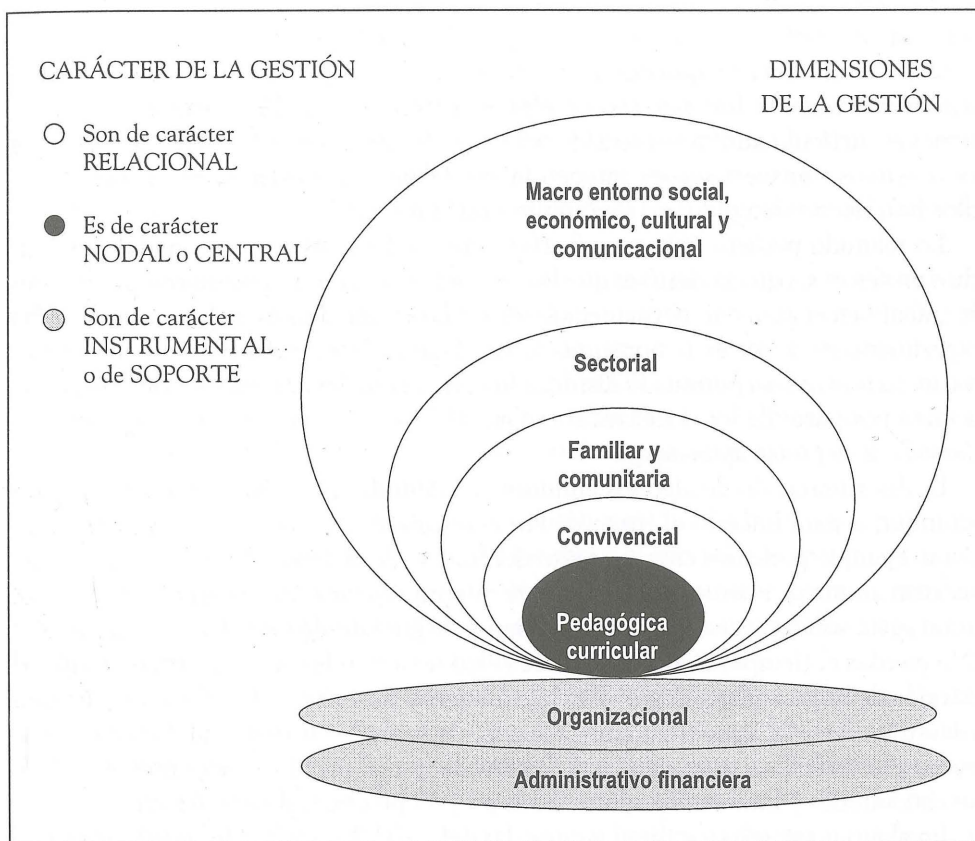 CARÁCTER DE LA GESTIÓN
Son de carácter
RELACIONAL
Es de carácter
NODAL o CENTRAL
Son de carácter
INSTRUMENTAL
o de SOPORTE
DIMENSIONES
DE LA GESTIÓN
Macro entorno social,
económico, cultural y
comunicacional
Sectorial
Familiar y
comunitaria
Convivencial
Pedagógica
curricular
Organizacional
Administrativo financiera